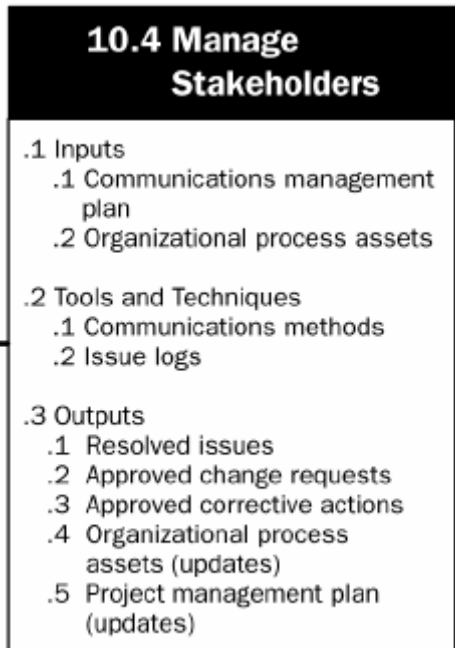 10.4 Manage
Stakeholders
.1 Inputs
.1 Communications management
plan
.2 Organizational process assets
.2 Tools and Techniques
.1 Communications methods
.2 Issue logs
.3 Outputs
.1 Resolved issues
.2 Approved change requests
.3 Approved corrective actions
.4 Organizational process
assets (updates)
.5 Project management plan
(updates)